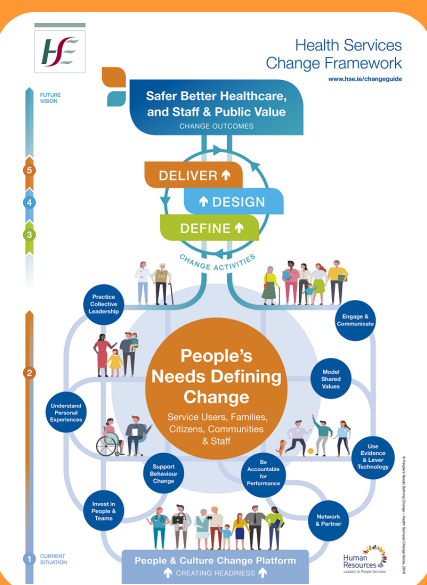 HE
Health Services
Change Framework
www.hse.ie/changeguide
FUTURE
VISION
Safer Better Healthcare,
and Staff & Public Value
CHANGE OUTCOMES
5
DELIVER
4
DESIGN
3
DEFINE
CHANGE ACTIVITIES
Practice
Collective
Leadership
Engage &
Communicate
People's
Needs Defining
Change
Service Users, Families,
Citizens, Communities
& Staff
2
Model
Shared
Values
Understand
Personal
Experiences
Use
Evidence
& Lever
Technology
Support
Behaviour
Change
Be
Accountable
for
Performance
Invest in
People &
Teams
Network
& Partner
1
CURRENT
SITUATION
People & Culture Change Platform
CREATING READINESS
Human
Resources
Leaders in People Services